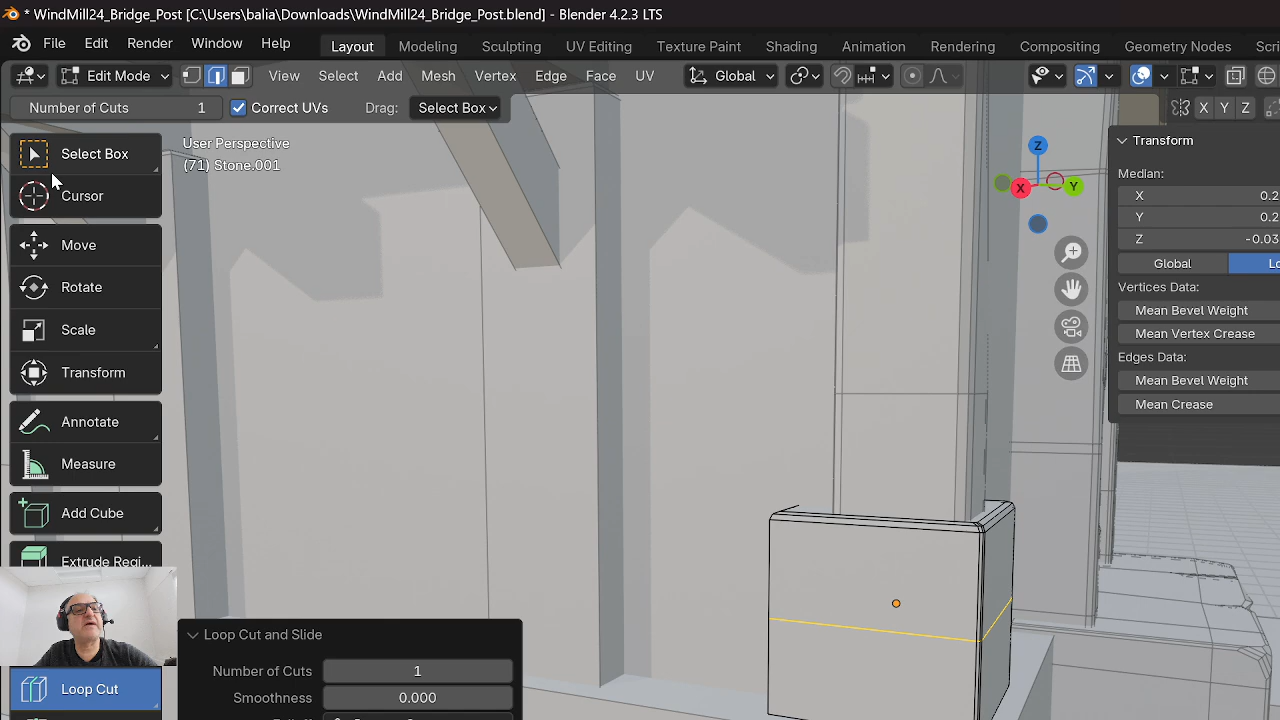 * WindMill24_Bridge_Post [C:\Users\balia\Downloads\WindMill24_Bridge_Post.blend] - Blender 4.2.3 LTS
File Edit Render Window Help Layout Modeling Sculpting UV Editing Texture Paint Shading Animation Rendering Compositing Geometry Nodes Scri
Edit Mode View Select Add Mesh Vertex Edge Face UV Global
Number of Cuts 1 Correct UVs Drag: Select Box X Y Z
User Perspective
(71) Stone.001
Select Box
Cursor
Move
Rotate
Scale
Transform
Annotate
Measure
Add Cube
Extrude Regi...
Loop Cut
Z
X Y
Transform
Median:
X 0.2
Y 0.2
Z -0.03
Global Lo
Vertices Data:
Mean Bevel Weight
Mean Vertex Crease
Edges Data:
Mean Bevel Weight
Mean Crease
Loop Cut and Slide
Number of Cuts 1
Smoothness 0.000